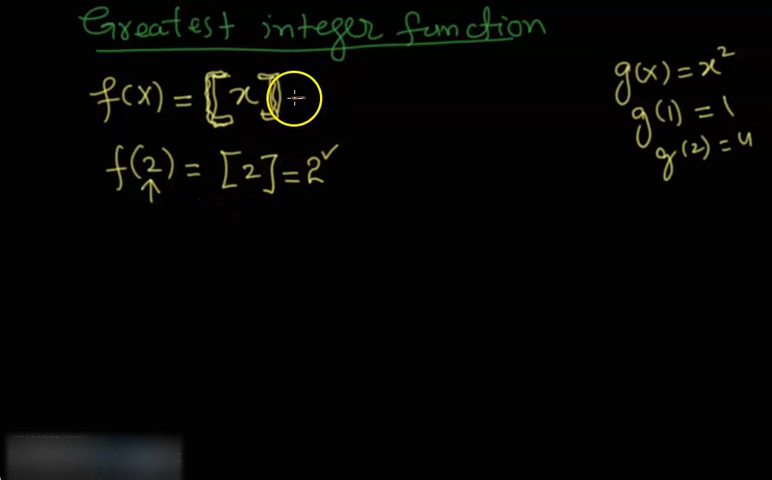 Greatest integer function
f(x) = [x]
f(2) = [2] = 2 ✓
↑
g(x) = x²
g(1) = 1
g(2) = 4